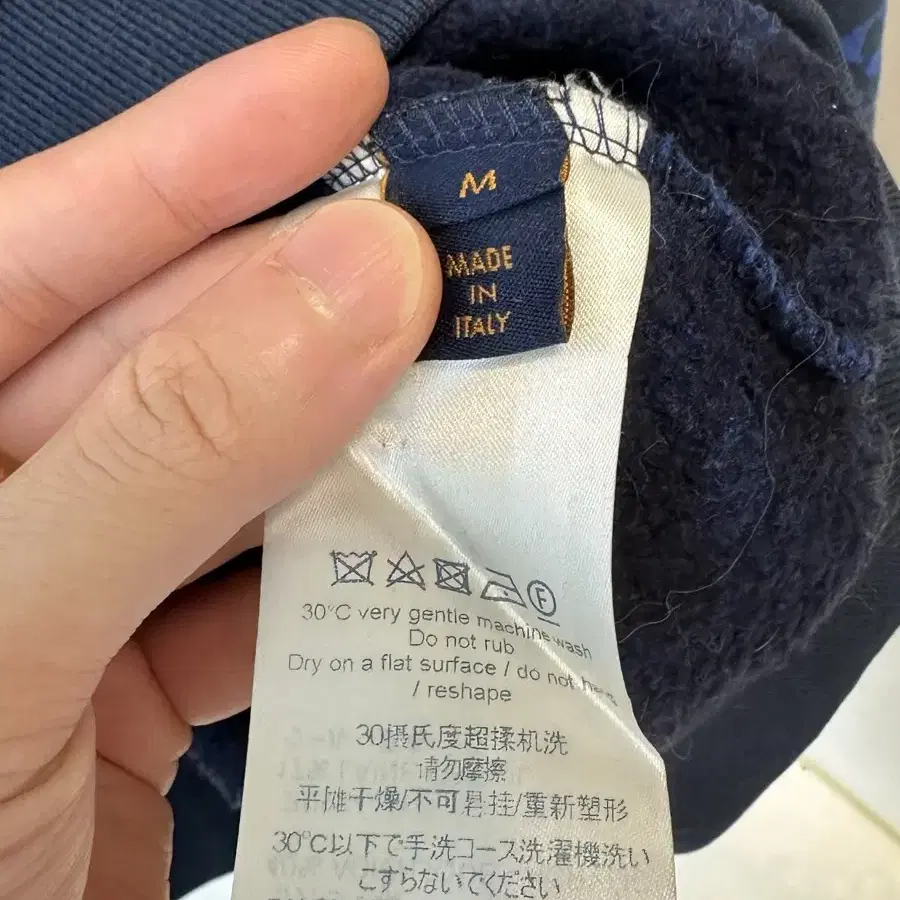 M
MADE
IN
ITALY
F
30°C very gentle machine wash
Do not rub
Dry on a flat surface / do not hang
/ reshape
30摄氏度超柔机洗
请勿摩擦
平摊干燥/不可悬挂/重新塑形
30°C以下で手洗コース洗濯機洗い
こすらないでください